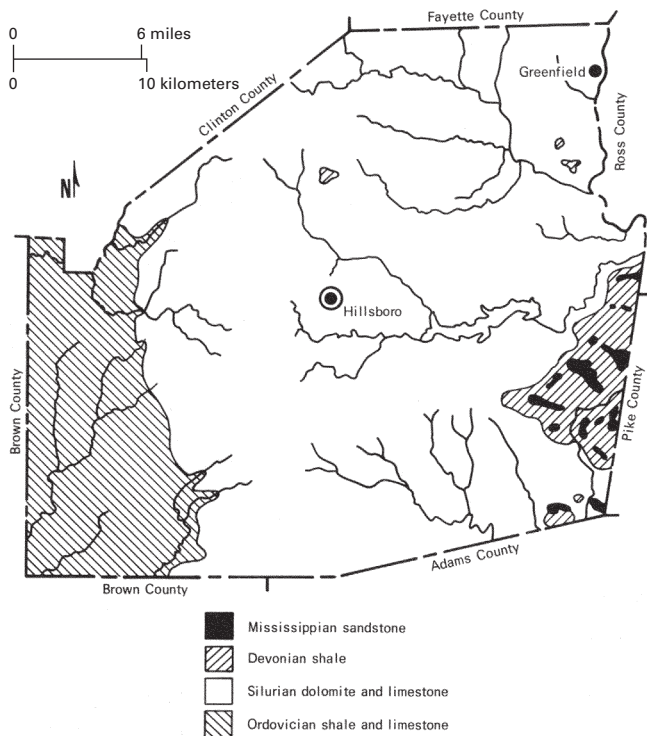 0 6 miles
0 10 kilometers
Fayette County
Greenfield
Clinton County
Ross County
N
Hillsboro
Brown County
Pike County
Adams County
Brown County
Mississippian sandstone
Devonian shale
Silurian dolomite and limestone
Ordovician shale and limestone